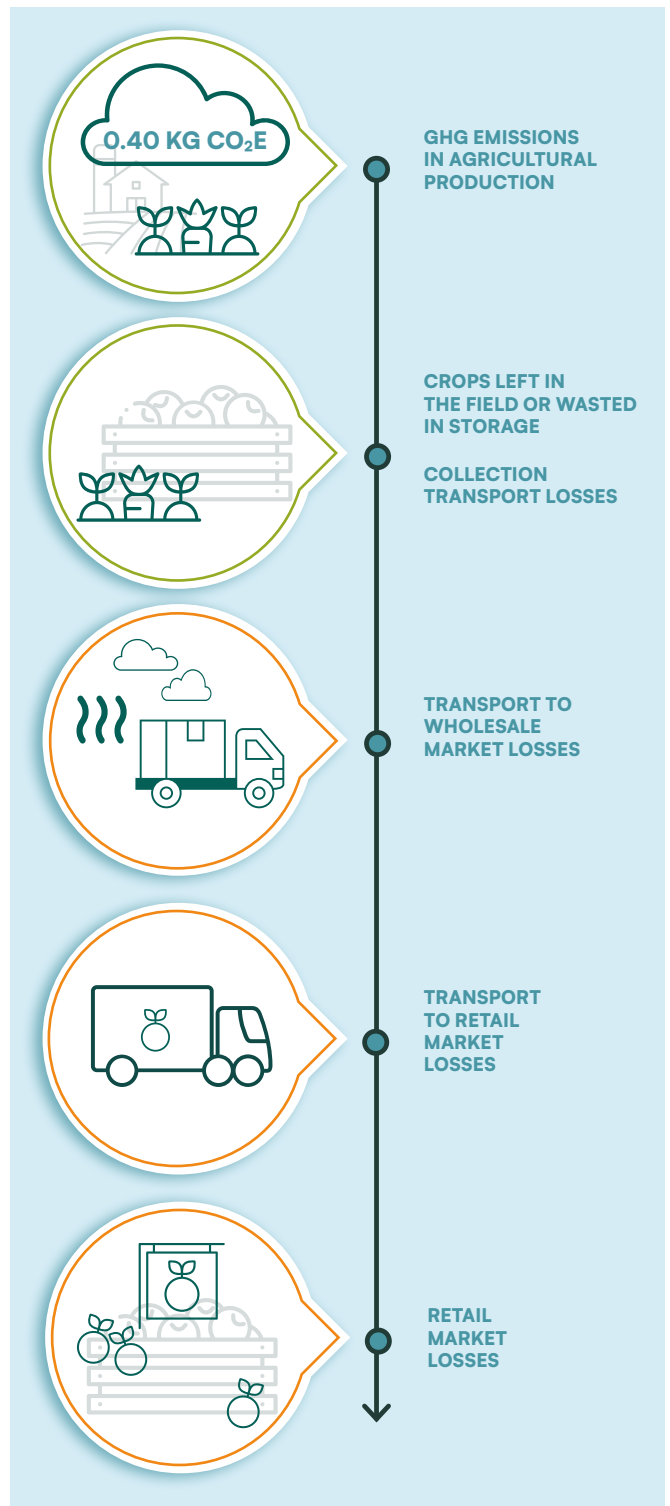 0.40 KG CO₂E
GHG EMISSIONS
IN AGRICULTURAL
PRODUCTION
CROPS LEFT IN
THE FIELD OR WASTED
IN STORAGE
COLLECTION
TRANSPORT LOSSES
TRANSPORT TO
WHOLESALE
MARKET LOSSES
TRANSPORT
TO RETAIL
MARKET
LOSSES
RETAIL
MARKET
LOSSES